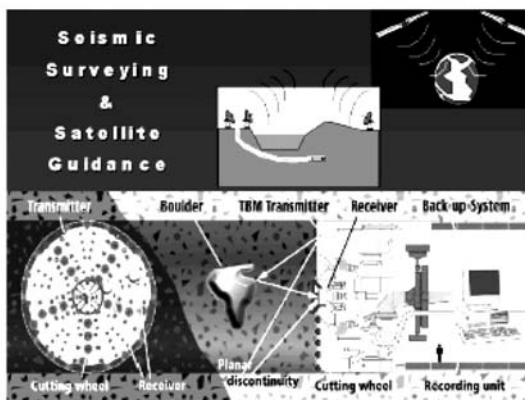 Seismic
Surveying
&
Satellite
Guidance
Transmitter Boulder TBM Transmitter Receiver Back-up-System
Planar
discontinuity
Cutting wheel Receiver Cutting wheel Recording unit